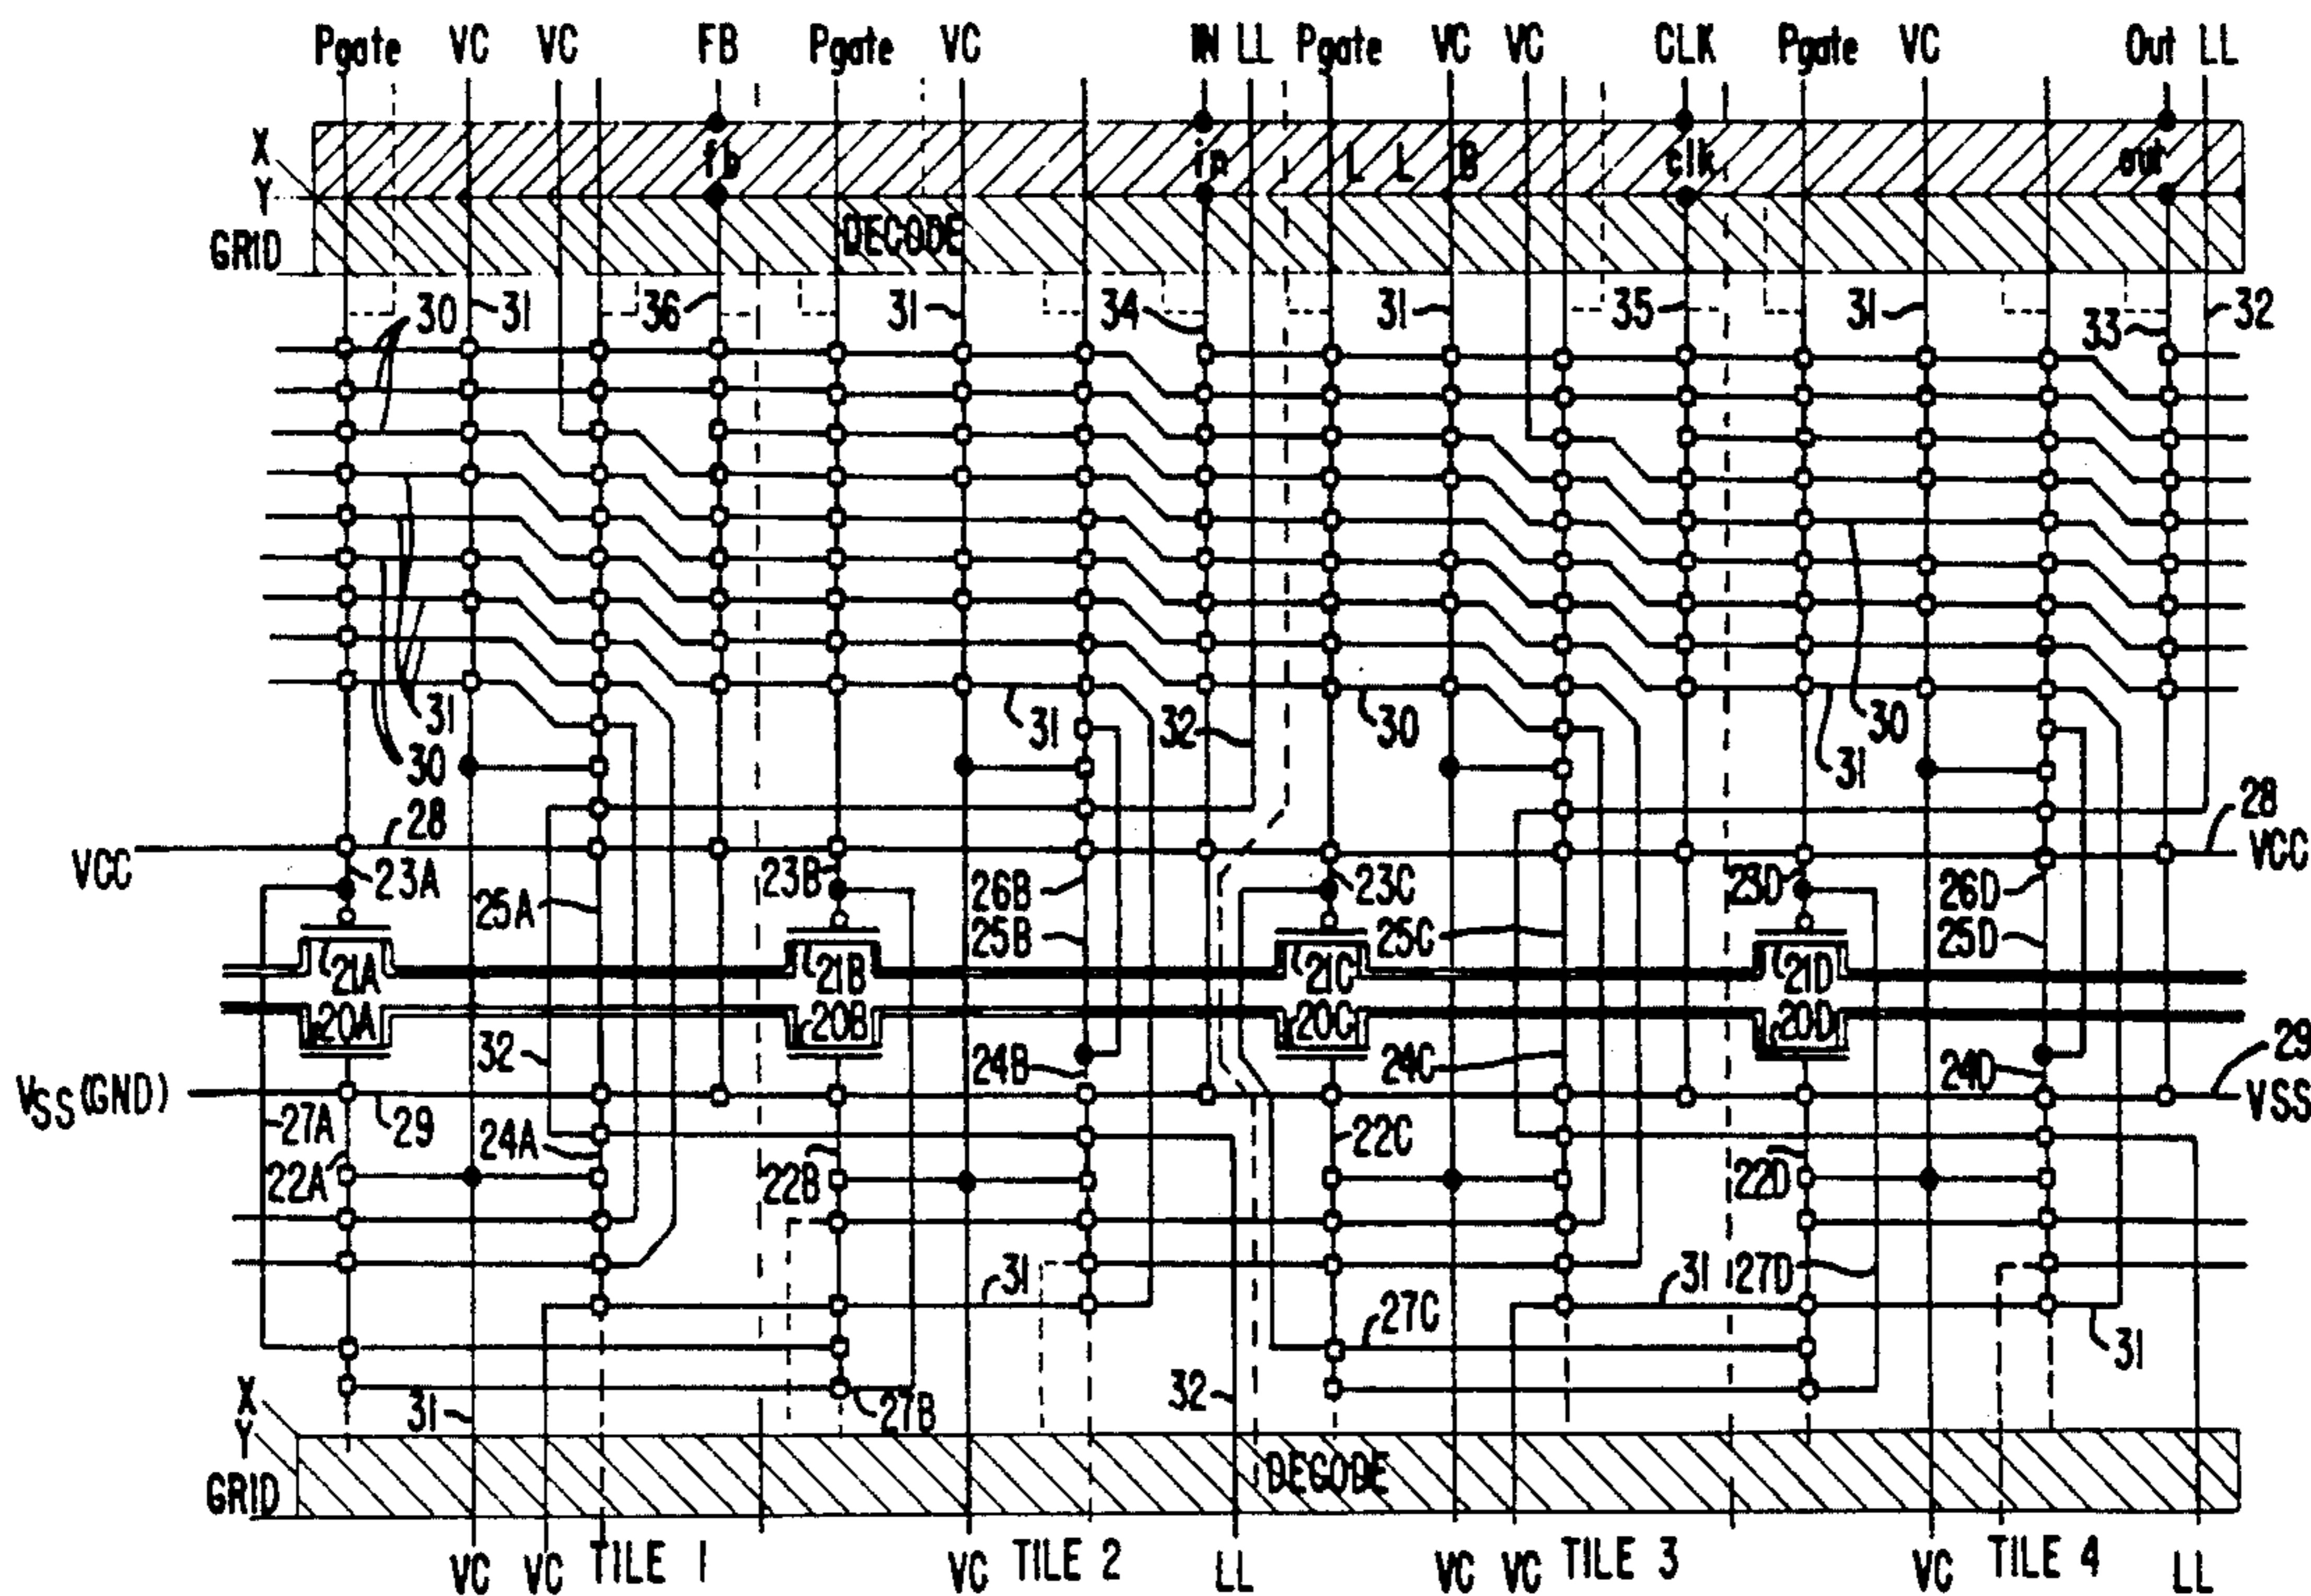 Pgate VC VC FB Pgate VC IN LL Pgate VC VC CLK Pgate VC Out LL
X fb in L L B clk out
Y
GRID DECODE
30 31 36 31 34 31 35 31 33 32
31 31 32 30 30
30 31
28 28
VCC VCC
23A 23B 26B 23C 23D 26D
25A 25B 25C 25D
21A 21B 21C 21D
20A 20B 20C 20D
32 24B 24C 24D 29
VSS (GND) VSS
27A 29 24A 22C
22A 22B 22D
31 31 27D
27C 31
X 31 27B 32
Y
GRID DECODE
VC VC TILE 1 VC TILE 2 LL VC VC TILE 3 VC TILE 4 LL